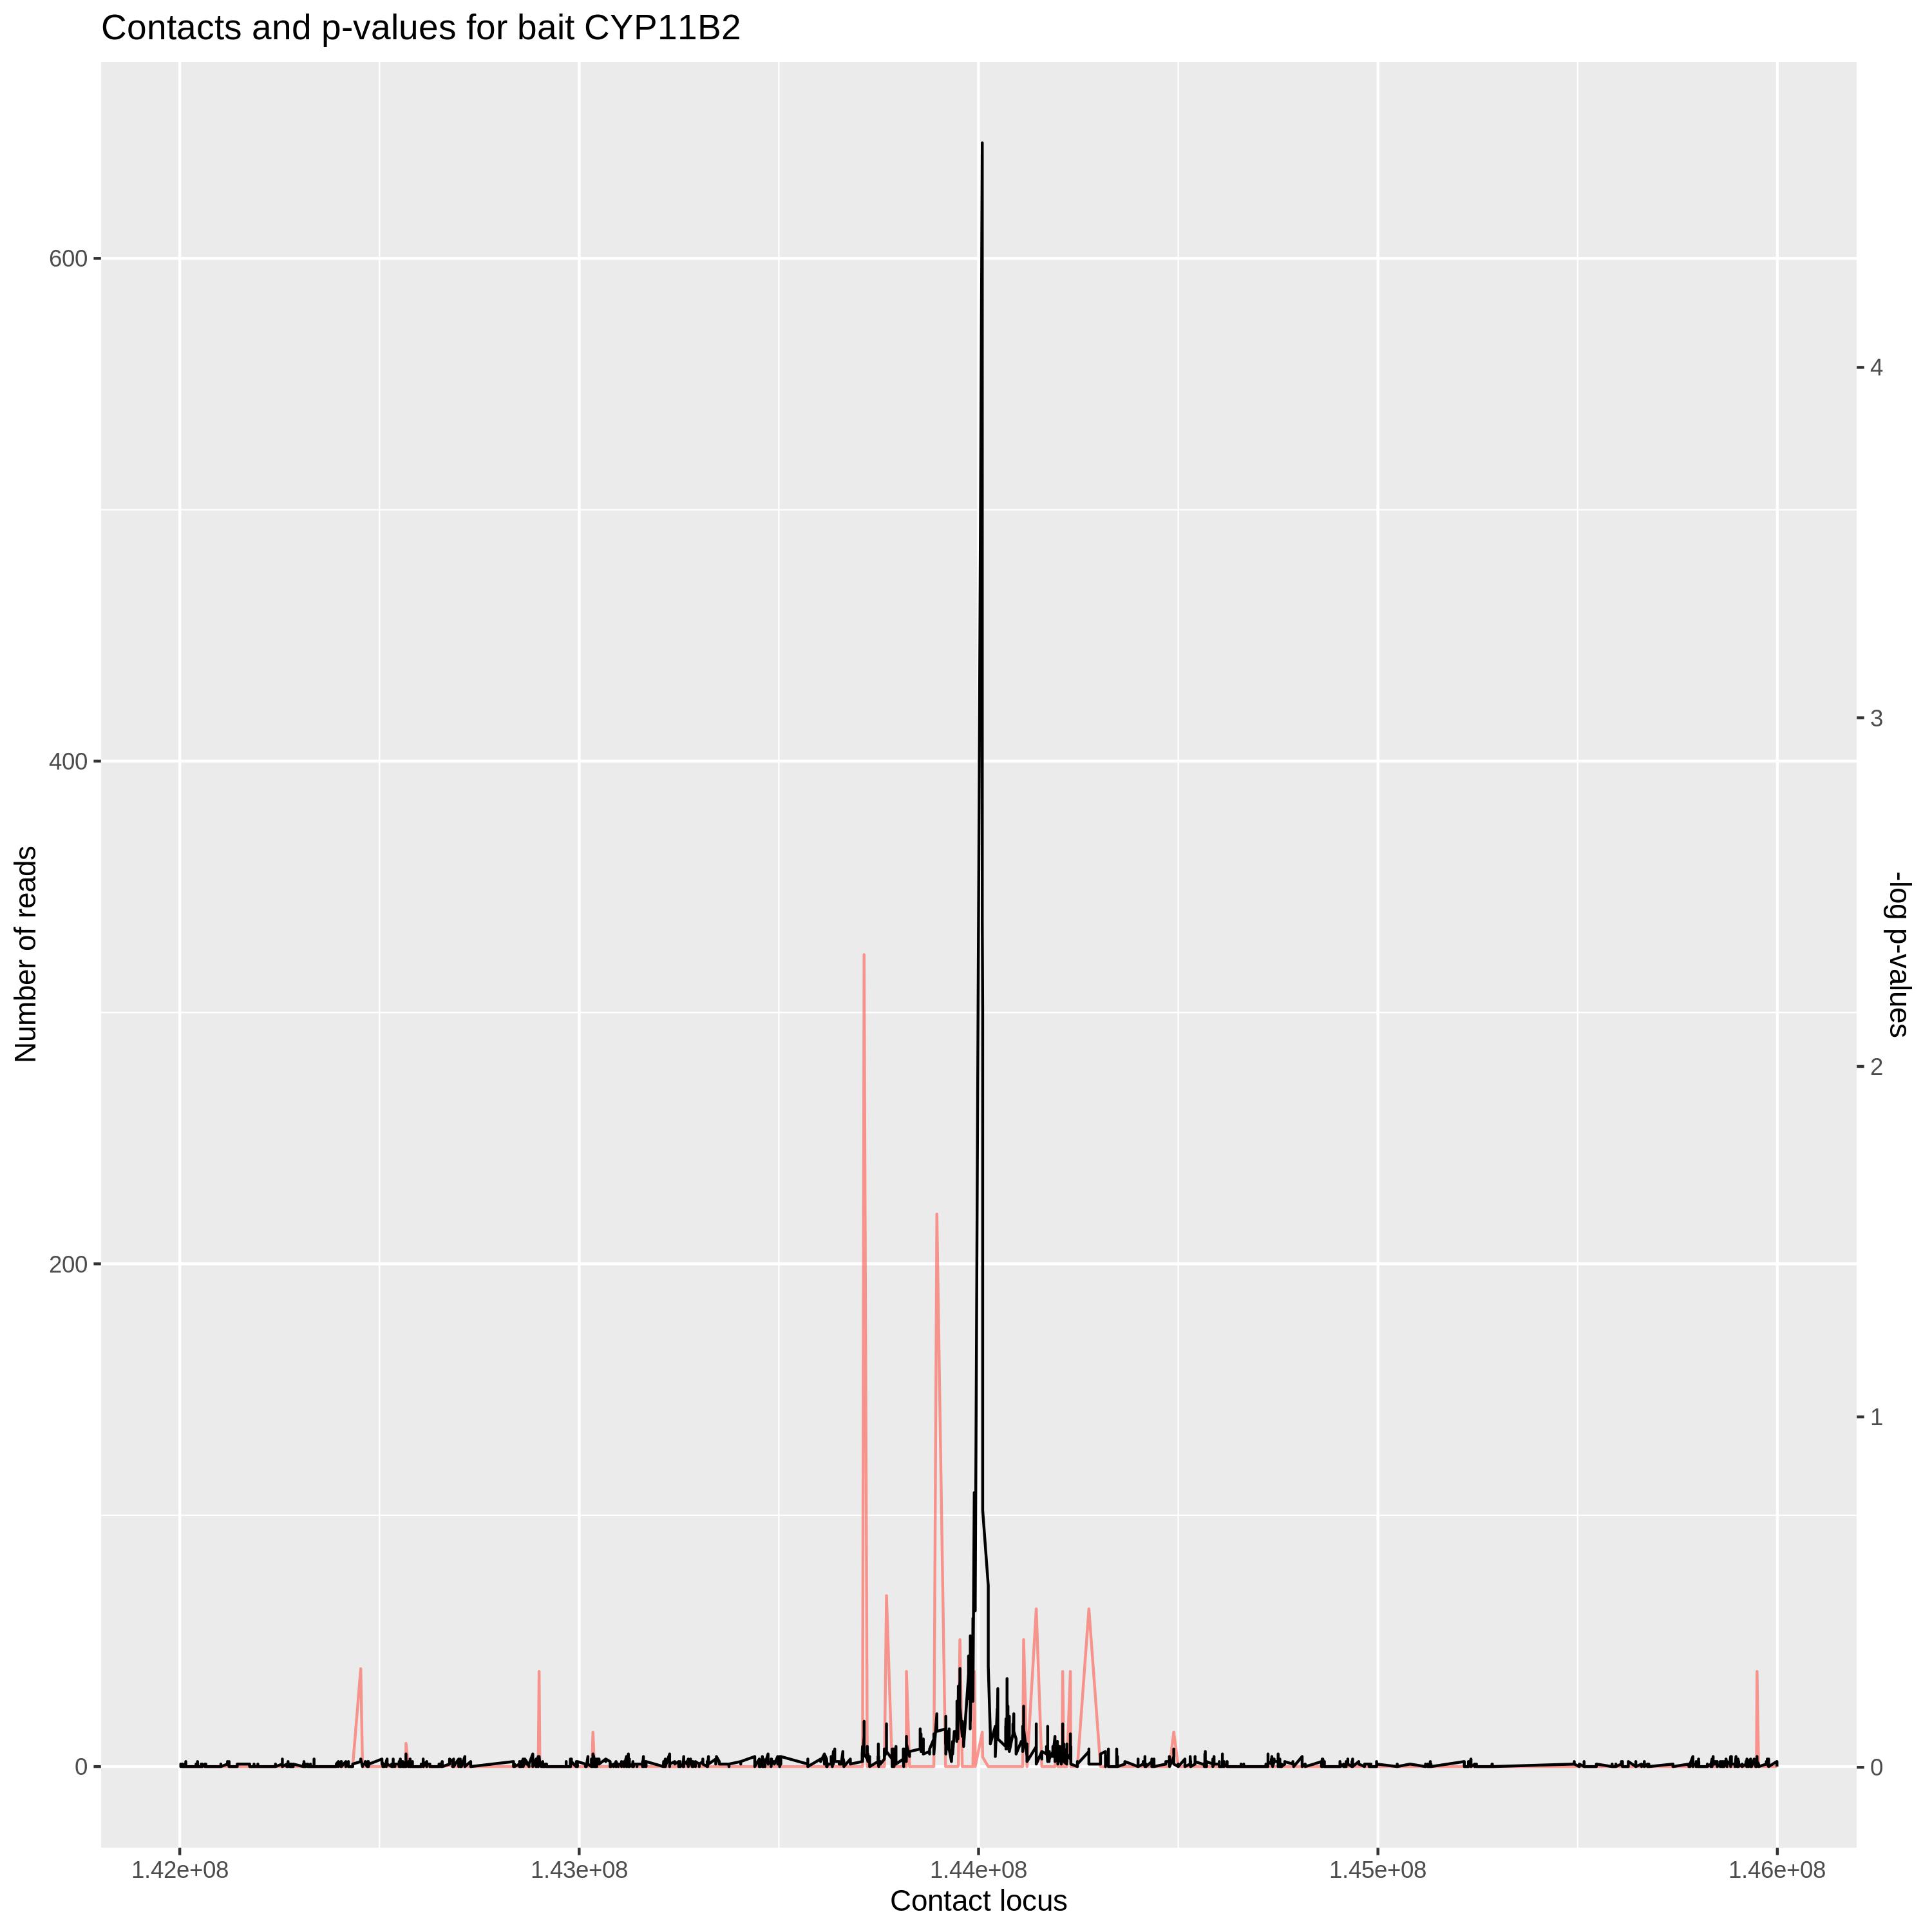 Contacts and p-values for bait CYP11B2
600
400
200
0
4
3
2
1
0
Number of reads
-log p-values
1.42e+08 1.43e+08 1.44e+08 1.45e+08 1.46e+08
Contact locus